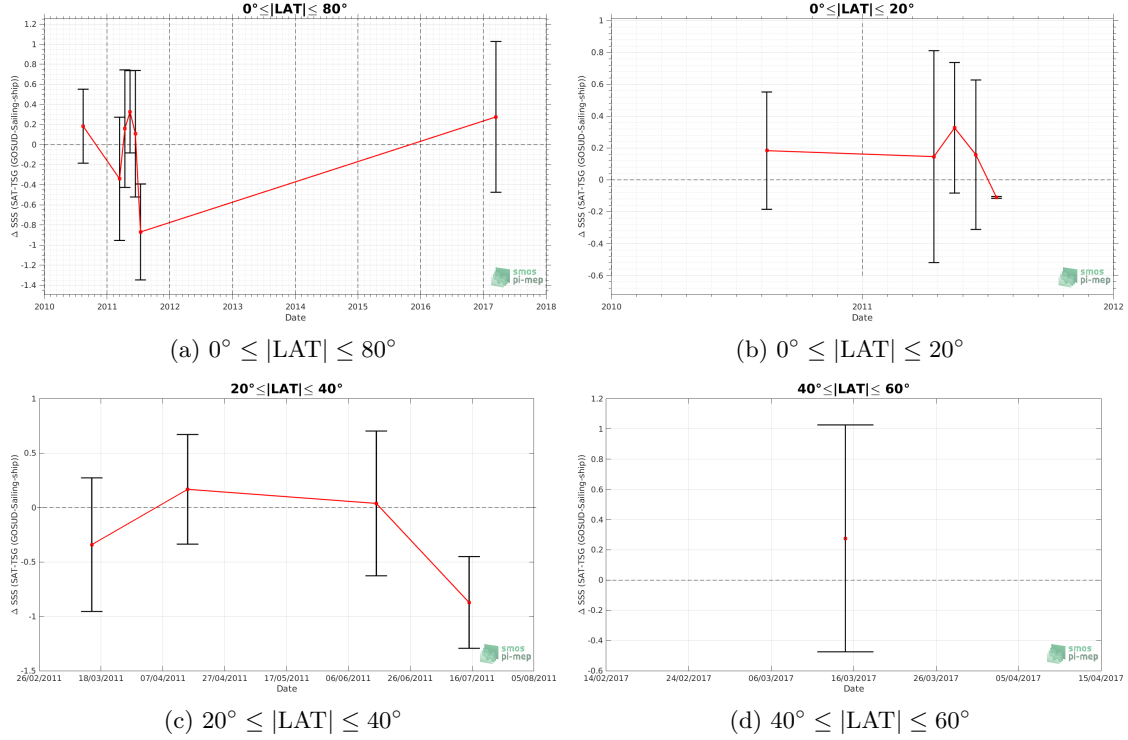 0°≤|LAT|≤ 80°
Δ SSS (SAT-TSG (GOSUD-Sailing-ship))
1.2
1
0.8
0.6
0.4
0.2
0
-0.2
-0.4
-0.6
-0.8
-1
-1.2
-1.4
2010 2011 2012 2013 2014 2015 2016 2017 2018
Date
smos
pi-mep
(a) 0° ≤ |LAT| ≤ 80°
0°≤|LAT|≤ 20°
Δ SSS (SAT-TSG (GOSUD-Sailing-ship))
1
0.8
0.6
0.4
0.2
0
-0.2
-0.4
-0.6
2010 2011 2012
Date
smos
pi-mep
(b) 0° ≤ |LAT| ≤ 20°
20°≤|LAT|≤ 40°
Δ SSS (SAT-TSG (GOSUD-Sailing-ship))
1
0.5
0
-0.5
-1
-1.5
26/02/2011 18/03/2011 07/04/2011 27/04/2011 17/05/2011 06/06/2011 26/06/2011 16/07/2011 05/08/2011
Date
smos
pi-mep
(c) 20° ≤ |LAT| ≤ 40°
40°≤|LAT|≤ 60°
Δ SSS (SAT-TSG (GOSUD-Sailing-ship))
1.2
1
0.8
0.6
0.4
0.2
0
-0.2
-0.4
-0.6
14/02/2017 24/02/2017 06/03/2017 16/03/2017 26/03/2017 05/04/2017 15/04/2017
Date
smos
pi-mep
(d) 40° ≤ |LAT| ≤ 60°